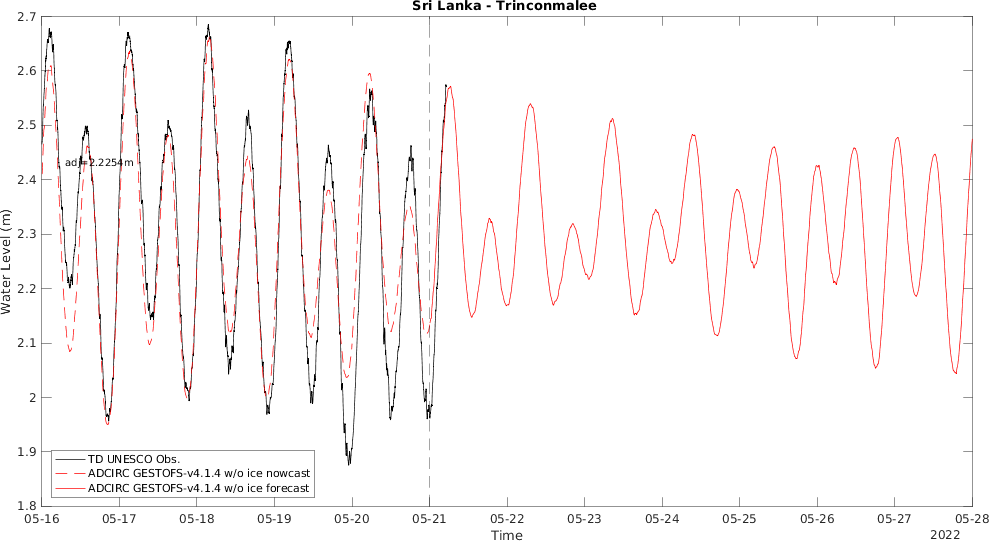 Sri Lanka - Trinconmalee
2.7
2.6
2.5
2.4
2.3
2.2
2.1
2
1.9
1.8
Water Level (m)
adj=2.2254m
TD UNESCO Obs.
ADCIRC GESTOFS-v4.1.4 w/o ice nowcast
ADCIRC GESTOFS-v4.1.4 w/o ice forecast
05-16 05-17 05-18 05-19 05-20 05-21 05-22 05-23 05-24 05-25 05-26 05-27 05-28
Time
2022